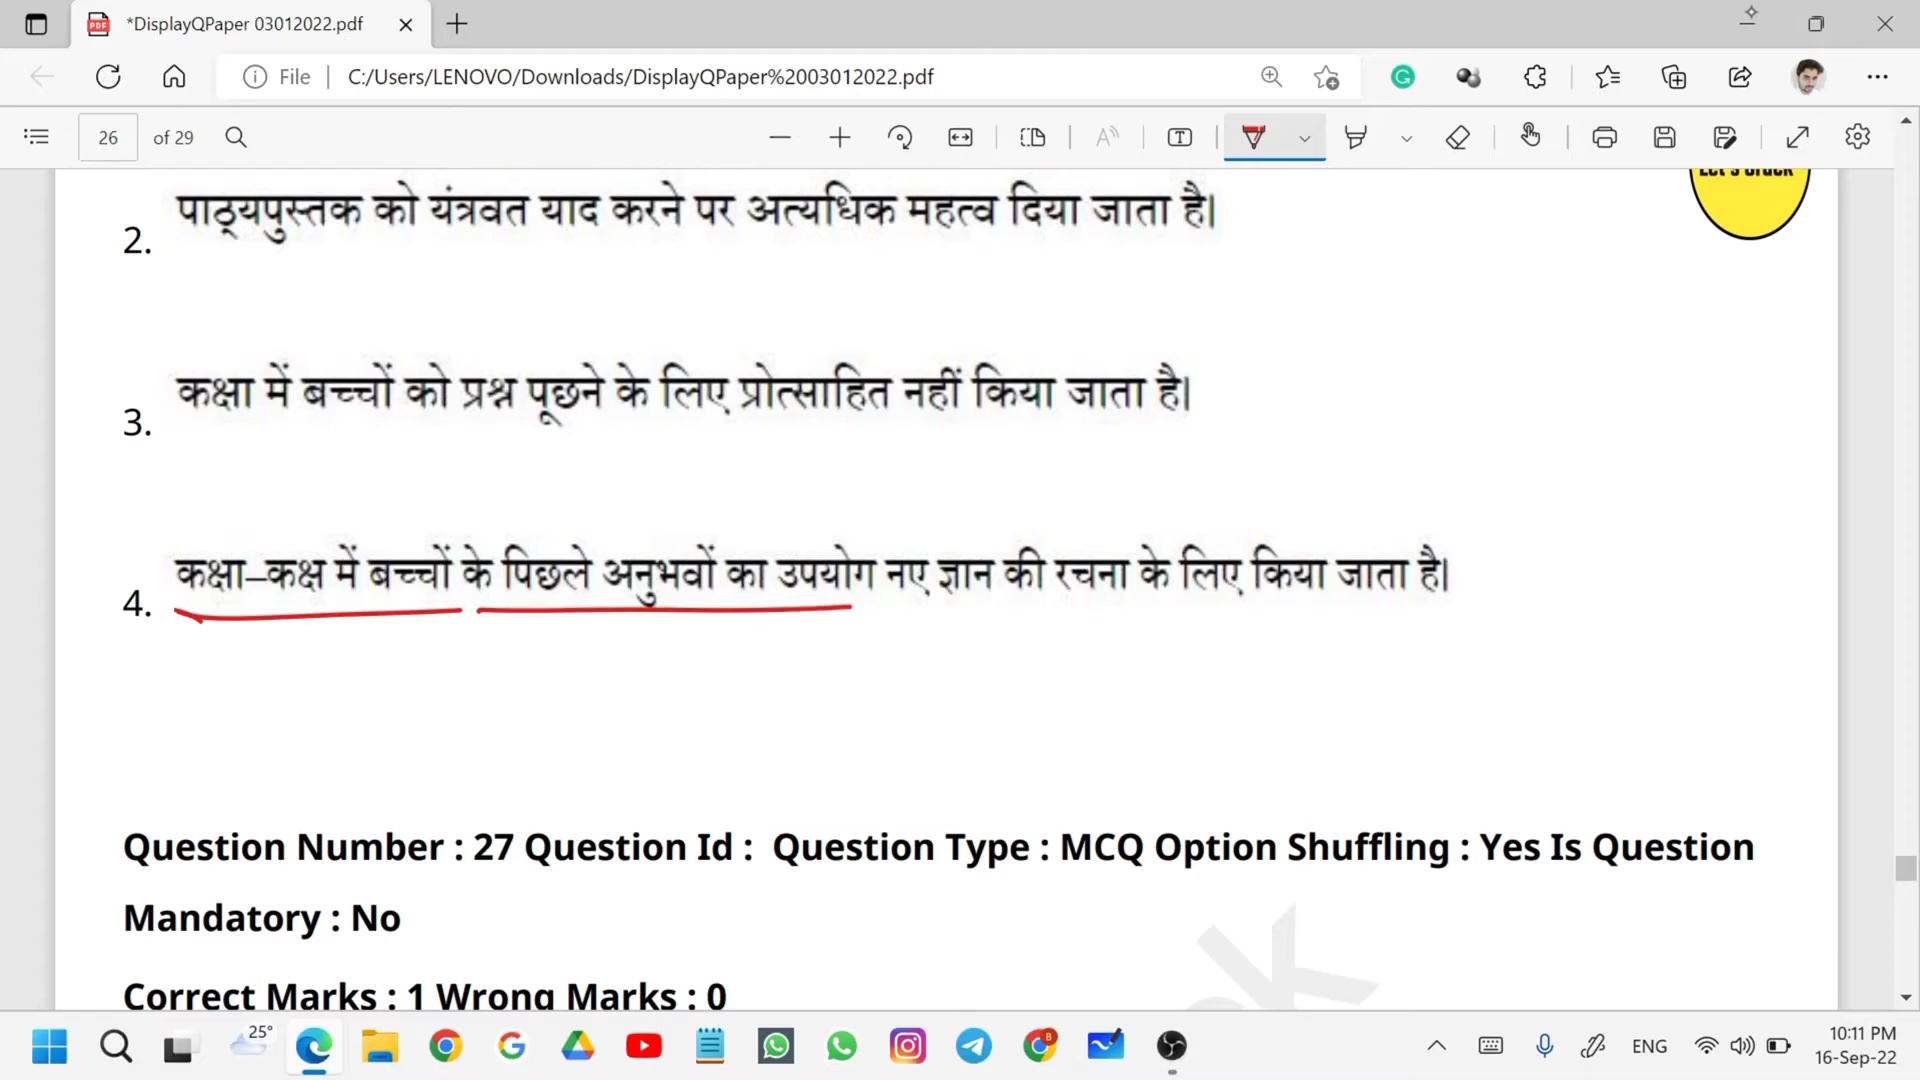 *DisplayQPaper 03012022.pdf
File
C:/Users/LENOVO/Downloads/DisplayQPaper%2003012022.pdf
26 of 29
Let's Crack
2. पाठ्यपुस्तक को यंत्रवत याद करने पर अत्यधिक महत्व दिया जाता है।
3. कक्षा में बच्चों को प्रश्न पूछने के लिए प्रोत्साहित नहीं किया जाता है।
4. कक्षा–कक्ष में बच्चों के पिछले अनुभवों का उपयोग नए ज्ञान की रचना के लिए किया जाता है।
Question Number : 27 Question Id : Question Type : MCQ Option Shuffling : Yes Is Question
Mandatory : No
Correct Marks : 1 Wrong Marks : 0
25°
ENG
10:11 PM
16-Sep-22